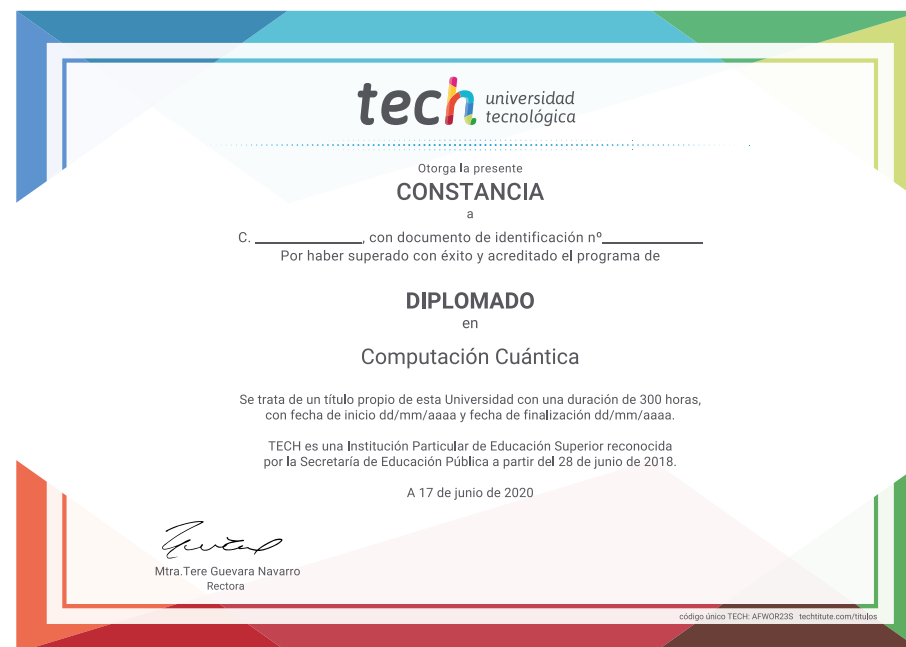 tech universidad
tecnológica
Otorga la presente
CONSTANCIA
a
C. ______________, con documento de identificación nº_____________
Por haber superado con éxito y acreditado el programa de
DIPLOMADO
en
Computación Cuántica
Se trata de un título propio de esta Universidad con una duración de 300 horas,
con fecha de inicio dd/mm/aaaa y fecha de finalización dd/mm/aaaa.
TECH es una Institución Particular de Educación Superior reconocida
por la Secretaría de Educación Pública a partir del 28 de junio de 2018.
A 17 de junio de 2020
Mtra.Tere Guevara Navarro
Rectora
código único TECH: AFWOR23S techtitute.com/titulos